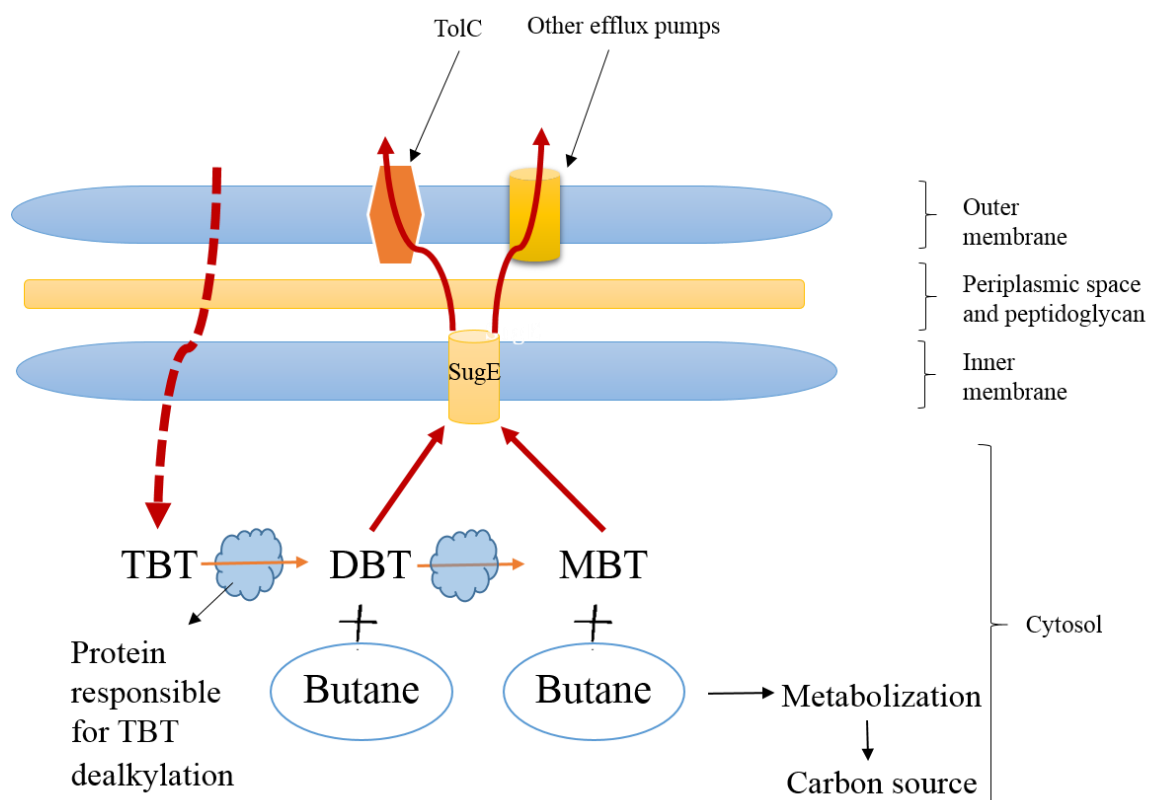 TolC
Other efflux pumps
Outer
membrane
Periplasmic space
and peptidoglycan
Inner
membrane
SugE
TBT
DBT
MBT
+
+
Protein
responsible
for TBT
dealkylation
Butane
Butane
Metabolization
Carbon source
Cytosol